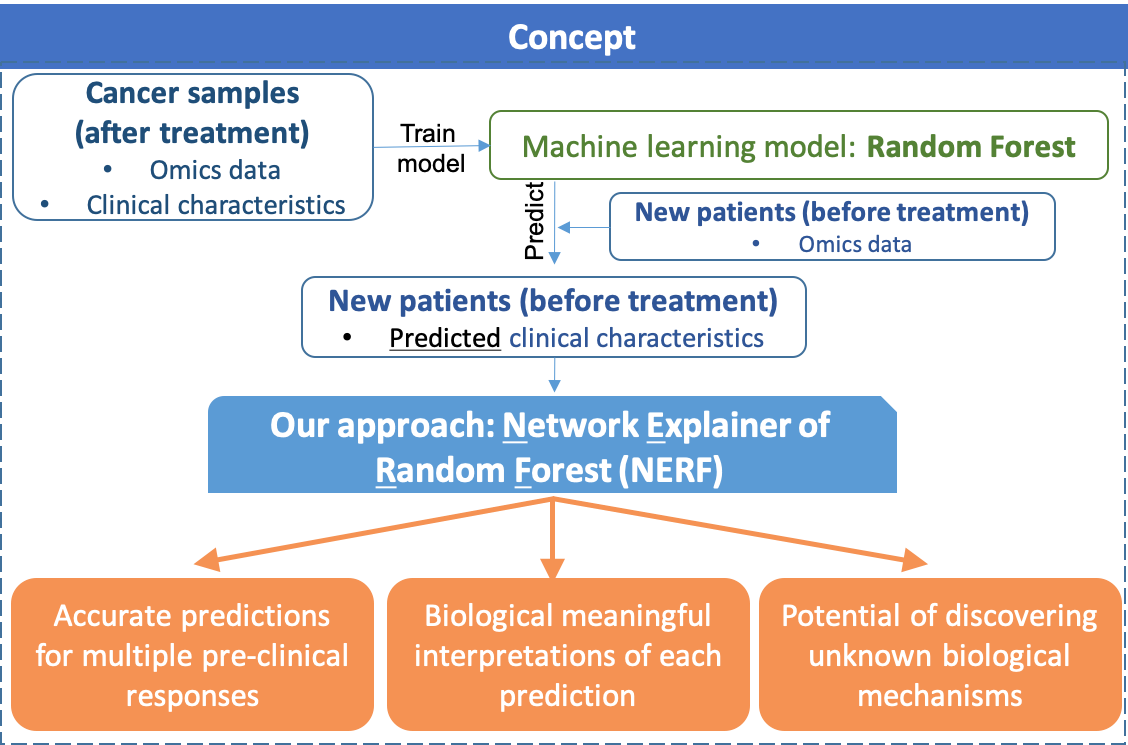 Concept
Cancer samples
(after treatment)
• Omics data
• Clinical characteristics
Train
model
Machine learning model: Random Forest
Predict
New patients (before treatment)
• Omics data
New patients (before treatment)
• Predicted clinical characteristics
Our approach: Network Explainer of
Random Forest (NERF)
Accurate predictions
for multiple pre-clinical
responses
Biological meaningful
interpretations of each
prediction
Potential of discovering
unknown biological
mechanisms